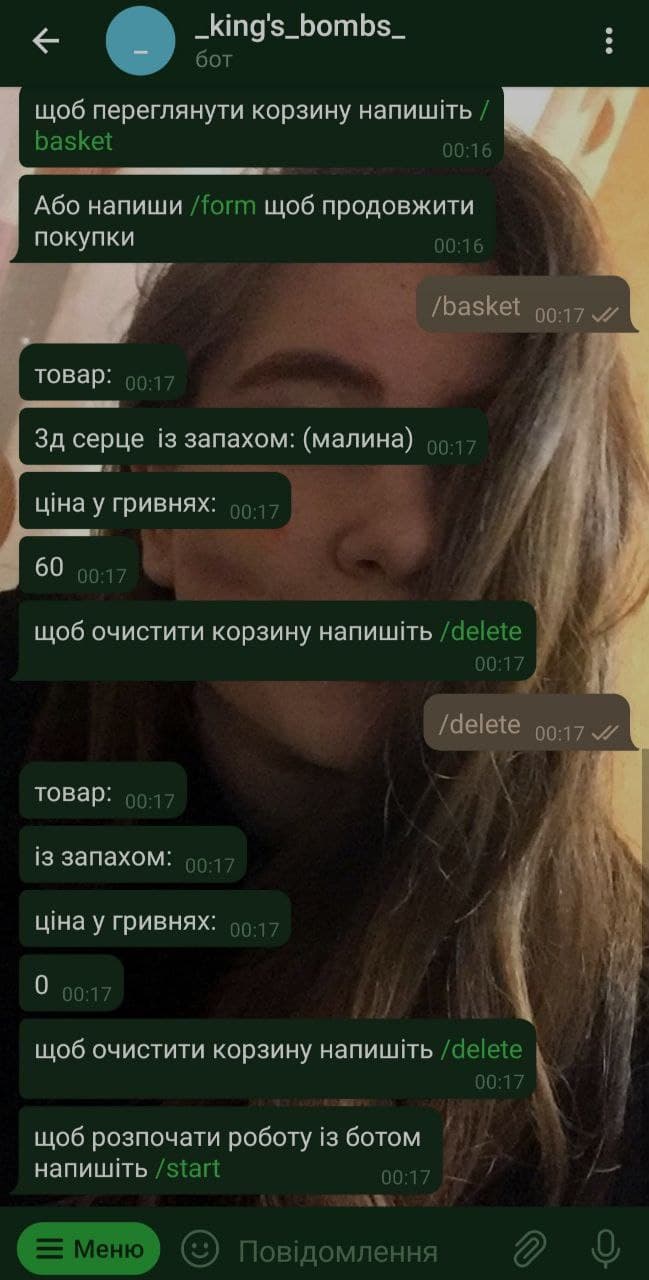 _king's_bombs_
бот
щоб переглянути корзину напишіть /
basket
00:16
Або напиши /form щоб продовжити
покупки
00:16
/basket 00:17
товар: 00:17
3д серце  із запахом: (малина) 00:17
ціна у гривнях: 00:17
60 00:17
щоб очистити корзину напишіть /delete
00:17
/delete 00:17
товар: 00:17
із запахом: 00:17
ціна у гривнях: 00:17
0 00:17
щоб очистити корзину напишіть /delete
00:17
щоб розпочати роботу із ботом
напишіть /start 00:17
Меню Повідомлення